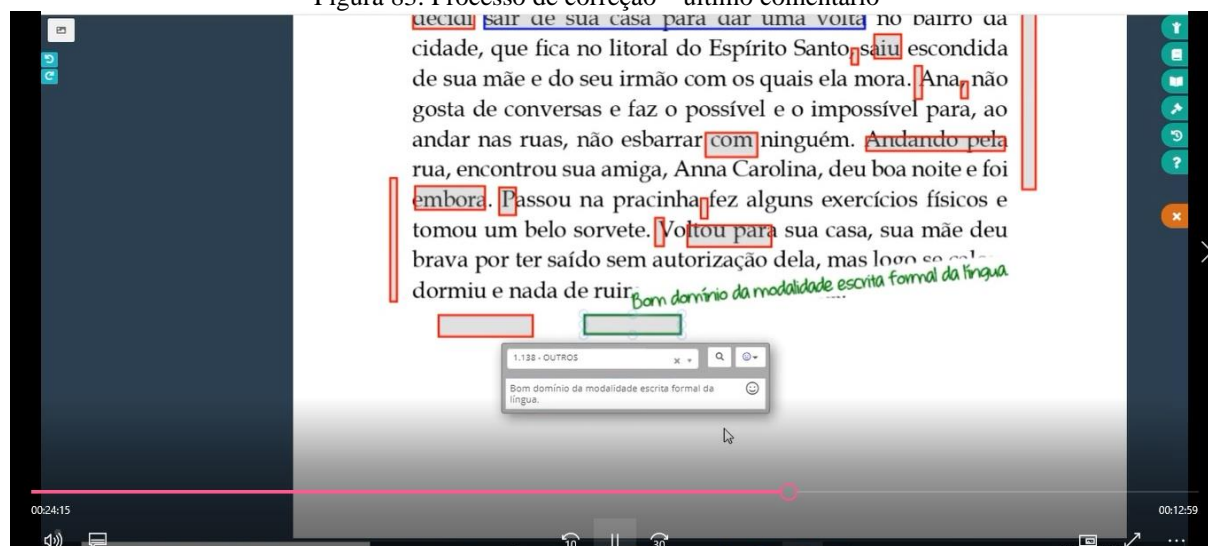 Figura 83: Processo de correção – último comentário
decidi sair de sua casa para dar uma volta no bairro da
cidade, que fica no litoral do Espírito Santo, saiu escondida
de sua mãe e do seu irmão com os quais ela mora. Ana, não
gosta de conversas e faz o possível e o impossível para, ao
andar nas ruas, não esbarrar com ninguém. Andando pela
rua, encontrou sua amiga, Anna Carolina, deu boa noite e foi
embora. Passou na pracinha, fez alguns exercícios físicos e
tomou um belo sorvete. Voltou para sua casa, sua mãe deu
brava por ter saído sem autorização dela, mas logo se
dormiu e nada de ruim
Bom domínio da modalidade escrita formal da língua
1.138 - OUTROS
Bom domínio da modalidade escrita formal da
língua.
00:24:15
00:12:59
10
30